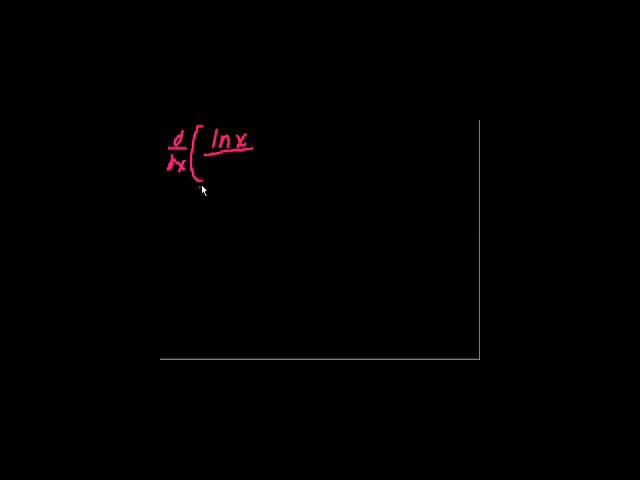 d/dx [ ln x /